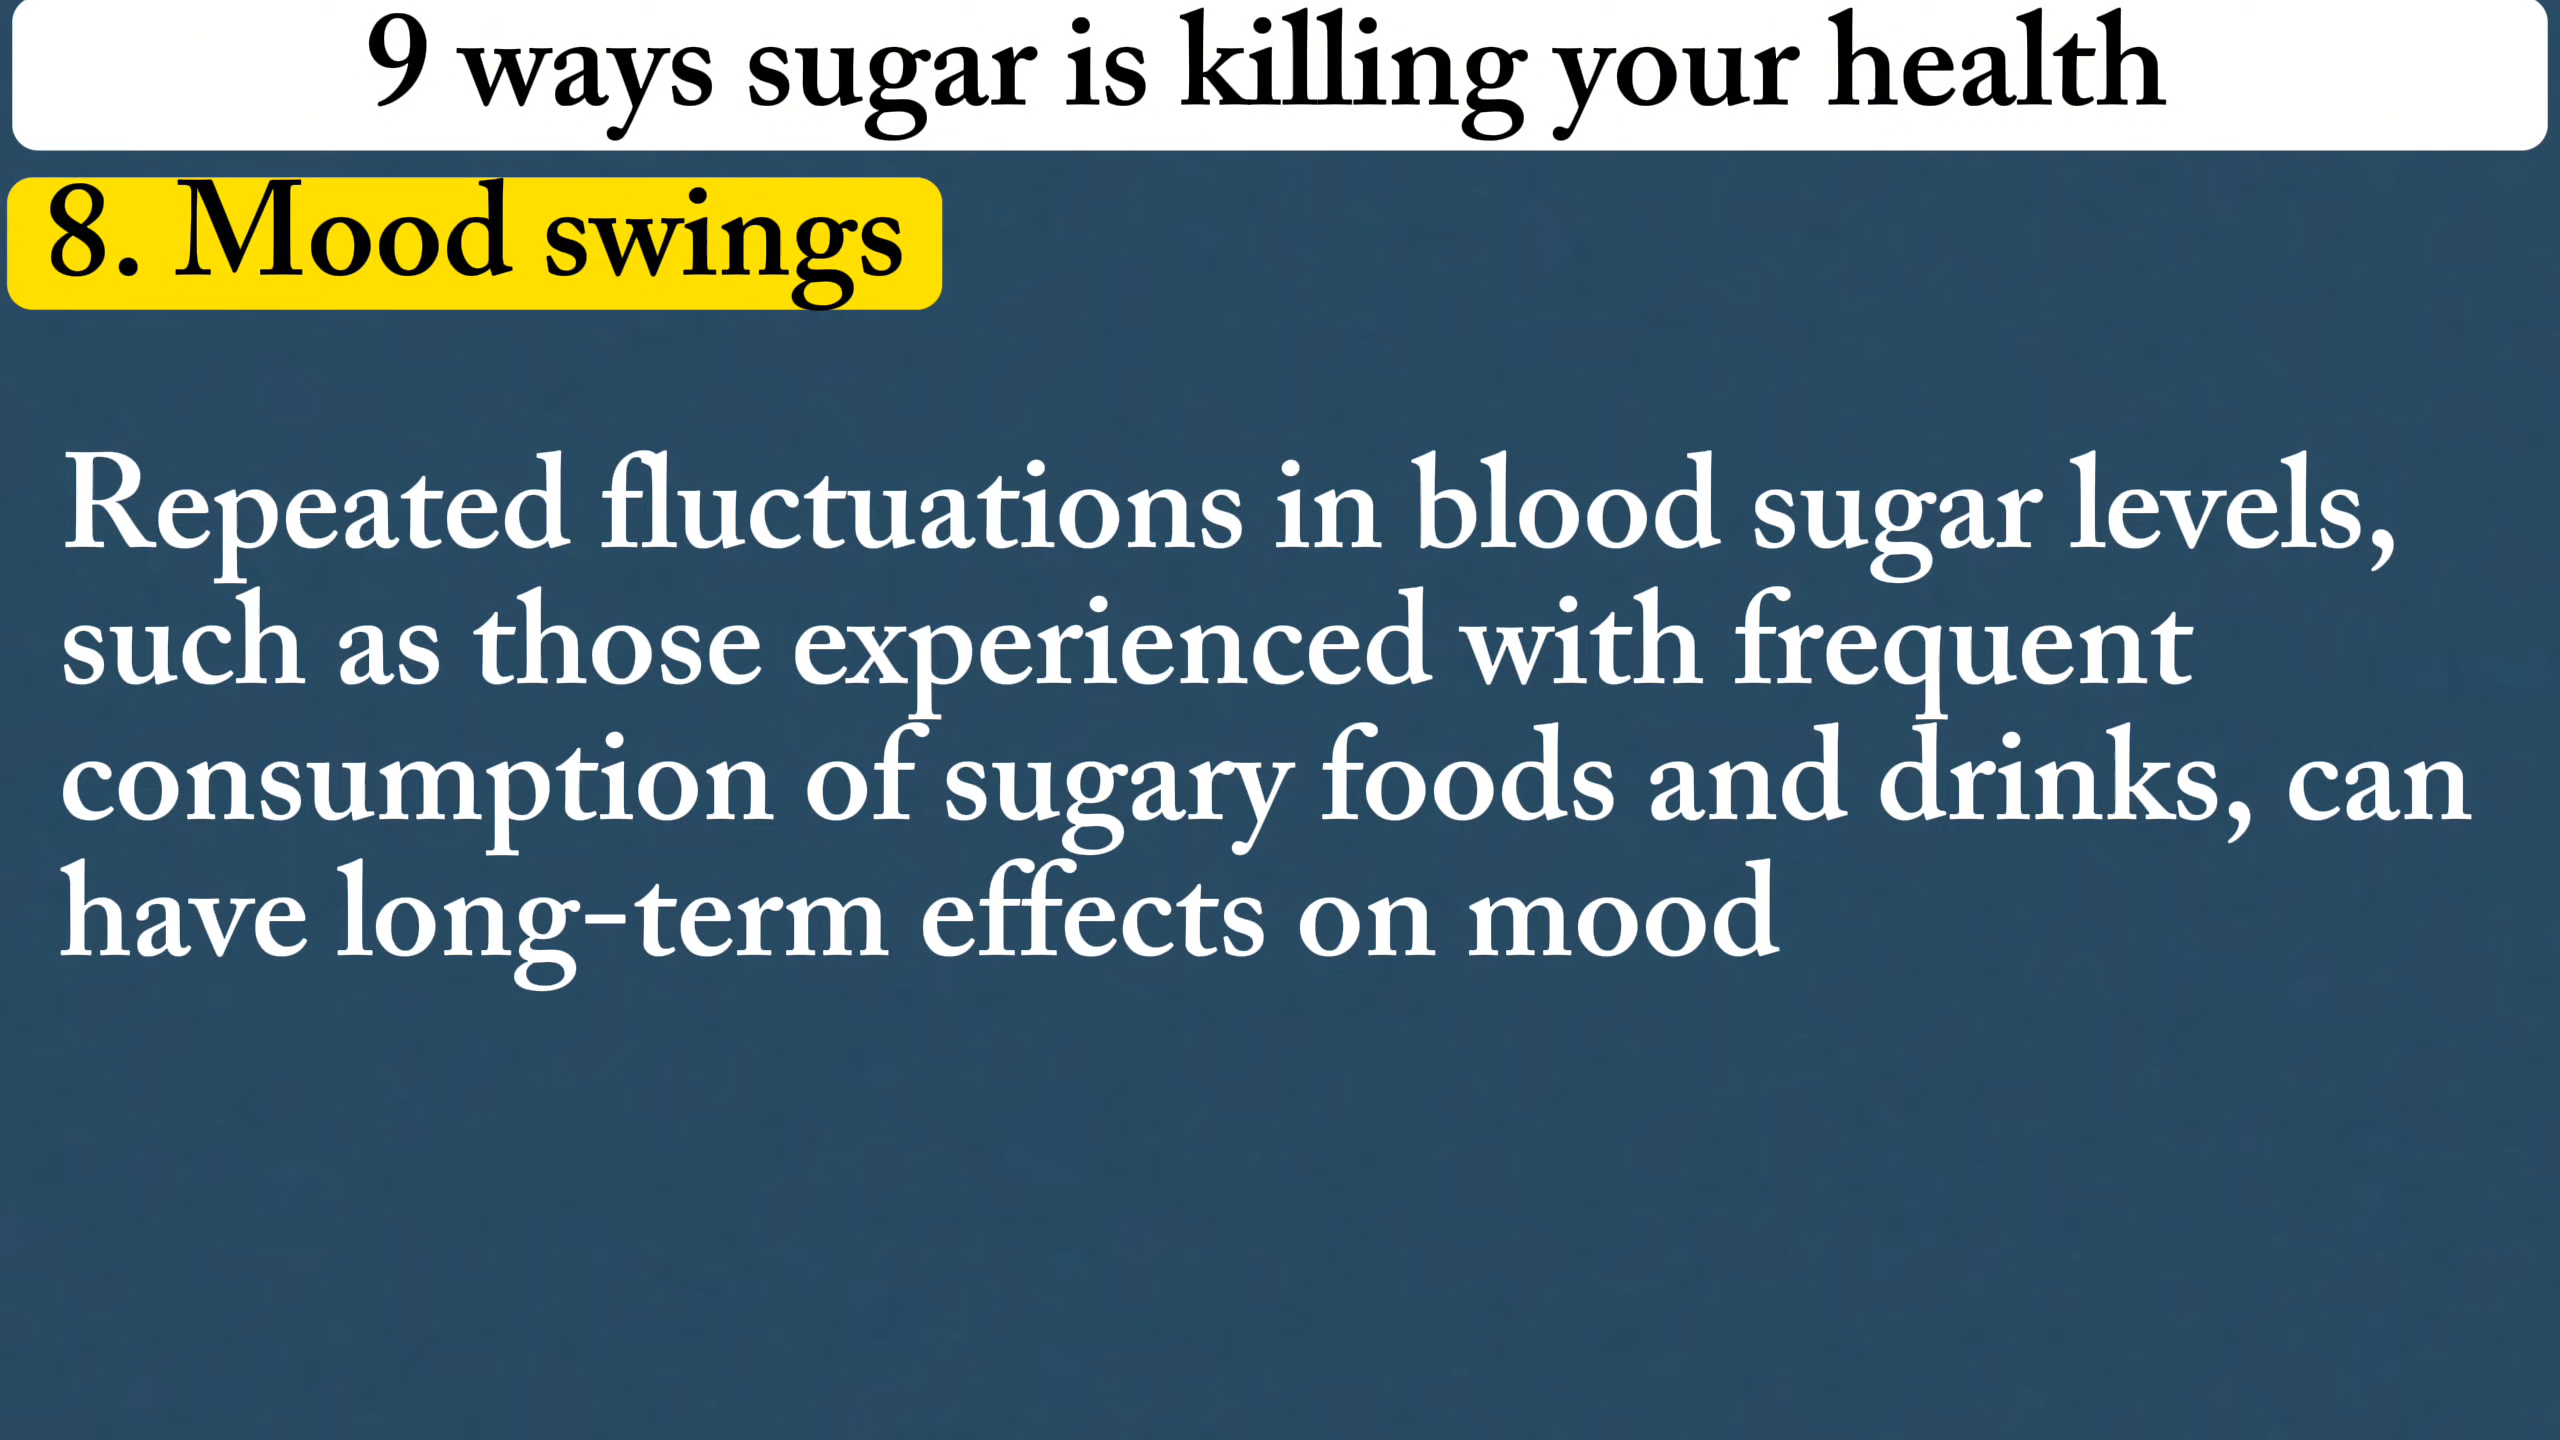 9 ways sugar is killing your health
8. Mood swings
Repeated fluctuations in blood sugar levels,
such as those experienced with frequent
consumption of sugary foods and drinks, can
have long-term effects on mood